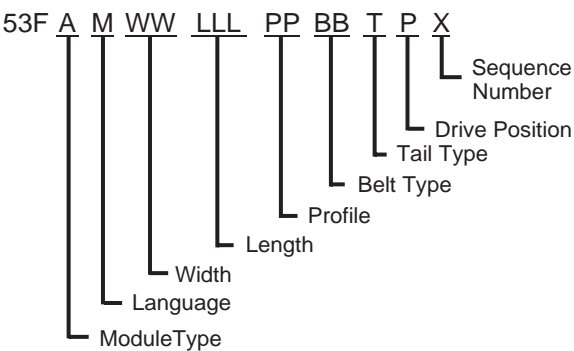 53F A M WW LLL PP BB T P X
Sequence
Number
Drive Position
Tail Type
Belt Type
Profile
Length
Width
Language
ModuleType